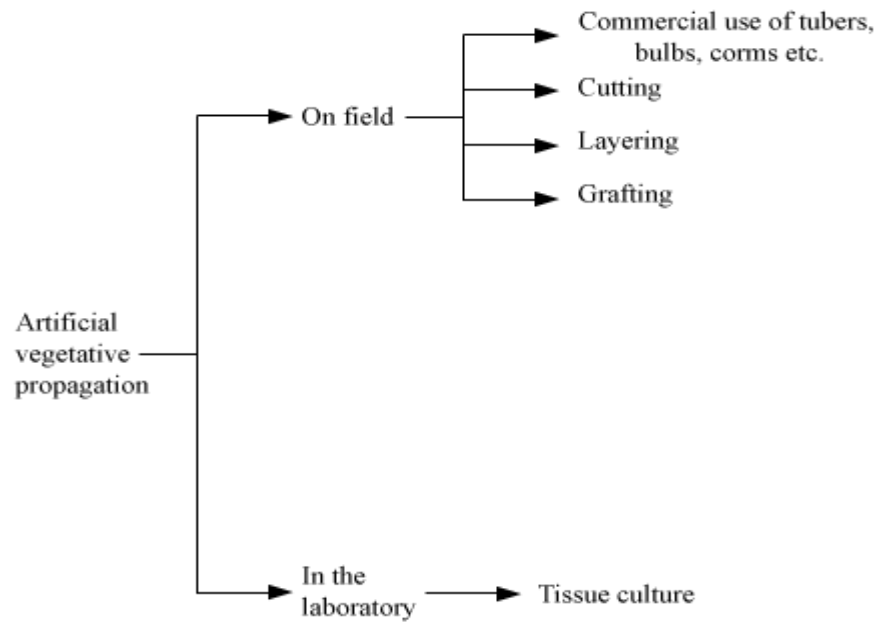 Commercial use of tubers,
bulbs, corms etc.
Cutting
On field
Layering
Grafting
Artificial
vegetative
propagation
In the
laboratory
Tissue culture